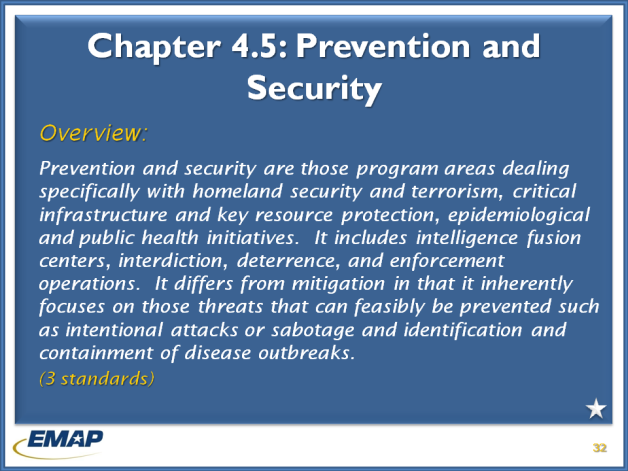 Chapter 4.5: Prevention and
Security
Overview:
Prevention and security are those program areas dealing
specifically with homeland security and terrorism, critical
infrastructure and key resource protection, epidemiological
and public health initiatives.  It includes intelligence fusion
centers, interdiction, deterrence, and enforcement
operations.  It differs from mitigation in that it inherently
focuses on those threats that can feasibly be prevented such
as intentional attacks or sabotage and identification and
containment of disease outbreaks.
(3 standards)
EMAP
32